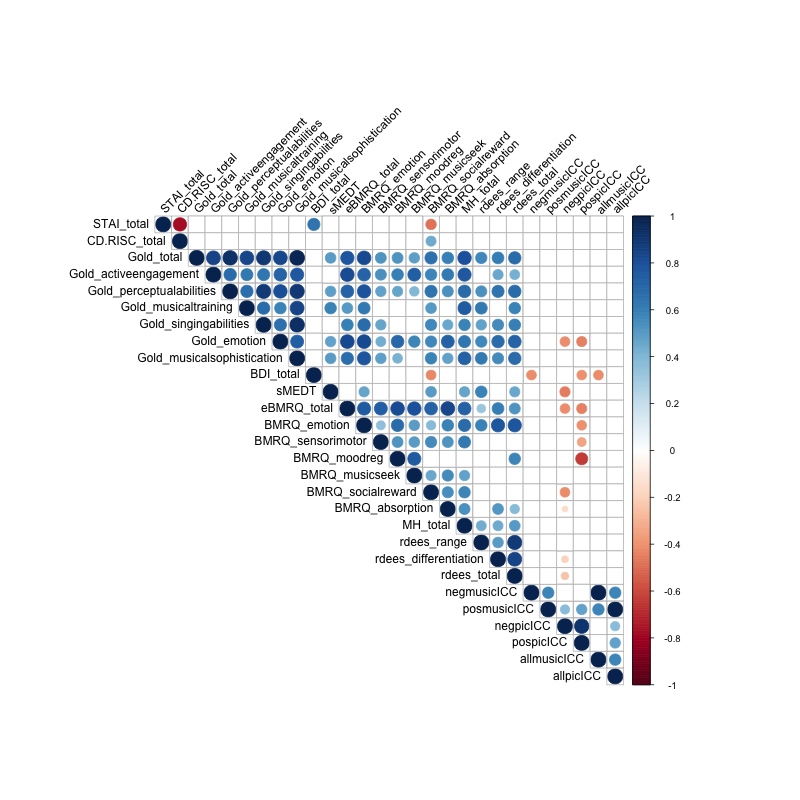 STAI_total
CD.RISC_total
Gold_total
Gold_activeengagement
Gold_perceptualabilities
Gold_musicaltraining
Gold_singingabilities
Gold_emotion
Gold_musicalsophistication
BDI_total
sMEDT
eBMRQ_total
BMRQ_emotion
BMRQ_sensorimotor
BMRQ_moodreg
BMRQ_musicseek
BMRQ_socialreward
BMRQ_absorption
MH_total
rdees_range
rdees_differentiation
rdees_total
negmusicICC
posmusicICC
negpicICC
pospicICC
allmusicICC
allpicICC
STAI_total
CD.RISC_total
Gold_total
Gold_activeengagement
Gold_perceptualabilities
Gold_musicaltraining
Gold_singingabilities
Gold_emotion
Gold_musicalsophistication
BDI_total
sMEDT
eBMRQ_total
BMRQ_emotion
BMRQ_sensorimotor
BMRQ_moodreg
BMRQ_musicseek
BMRQ_socialreward
BMRQ_absorption
MH_total
rdees_range
rdees_differentiation
rdees_total
negmusicICC
posmusicICC
negpicICC
pospicICC
allmusicICC
allpicICC
1
0.8
0.6
0.4
0.2
0
-0.2
-0.4
-0.6
-0.8
-1